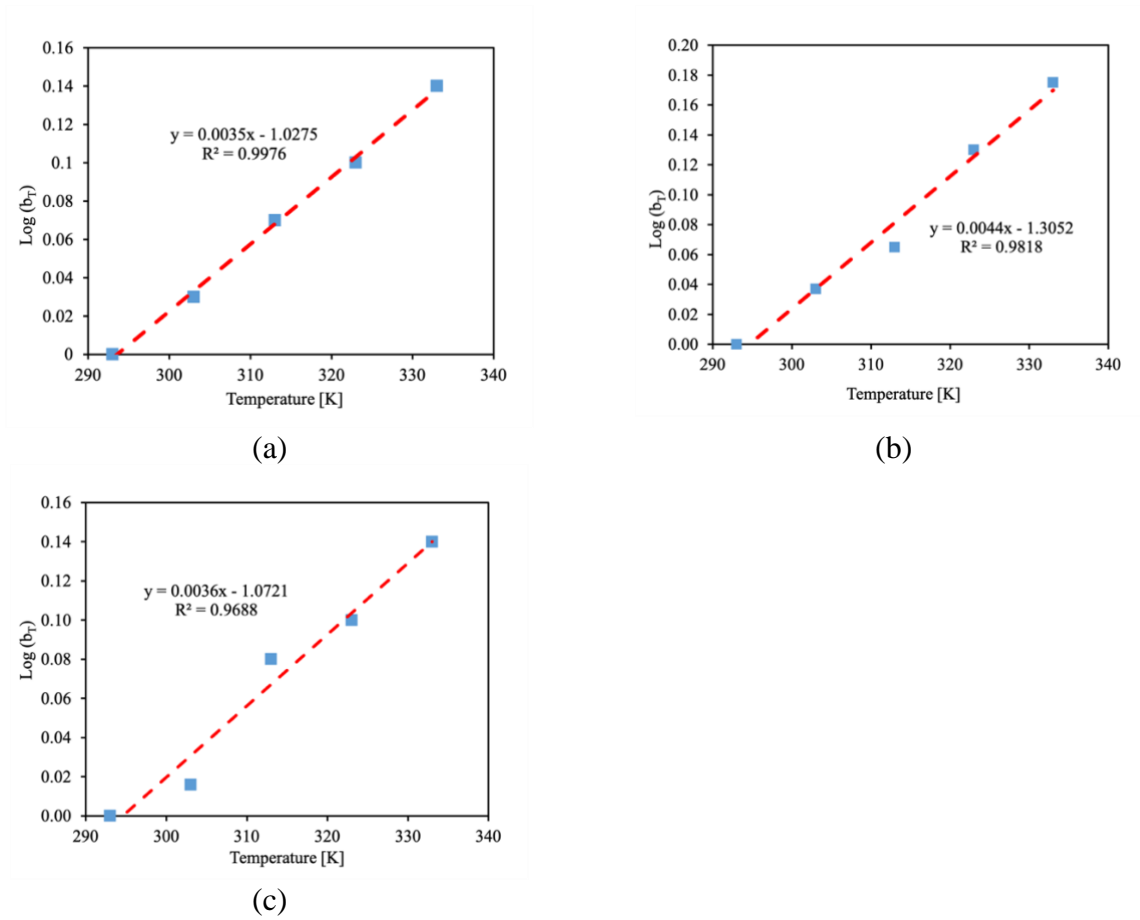 0.16
0.14
0.12
0.1
0.08
0.06
0.04
0.02
0
Log (bT)
y = 0.0035x - 1.0275
R² = 0.9976
290 300 310 320 330 340
Temperature [K]
(a)
0.20
0.18
0.16
0.14
0.12
0.10
0.08
0.06
0.04
0.02
0.00
Log (bT)
y = 0.0044x - 1.3052
R² = 0.9818
290 300 310 320 330 340
Temperature [K]
(b)
0.16
0.14
0.12
0.10
0.08
0.06
0.04
0.02
0.00
Log (bT)
y = 0.0036x - 1.0721
R² = 0.9688
290 300 310 320 330 340
Temperature [K]
(c)